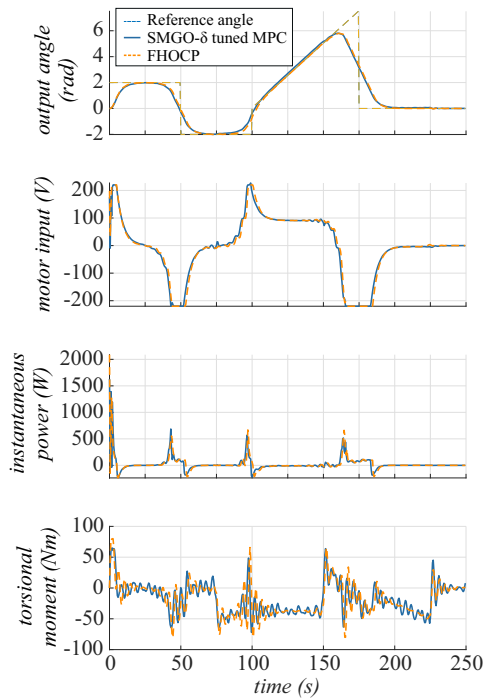 Reference angle
SMGO-δ tuned MPC
FHOCP
output angle
(rad)
6
4
2
0
-2
motor input (V)
200
100
0
-100
-200
instantaneous
power (W)
2000
1500
1000
500
0
torsional
moment (Nm)
100
50
0
-50
-100
0
50
100
150
200
250
time (s)